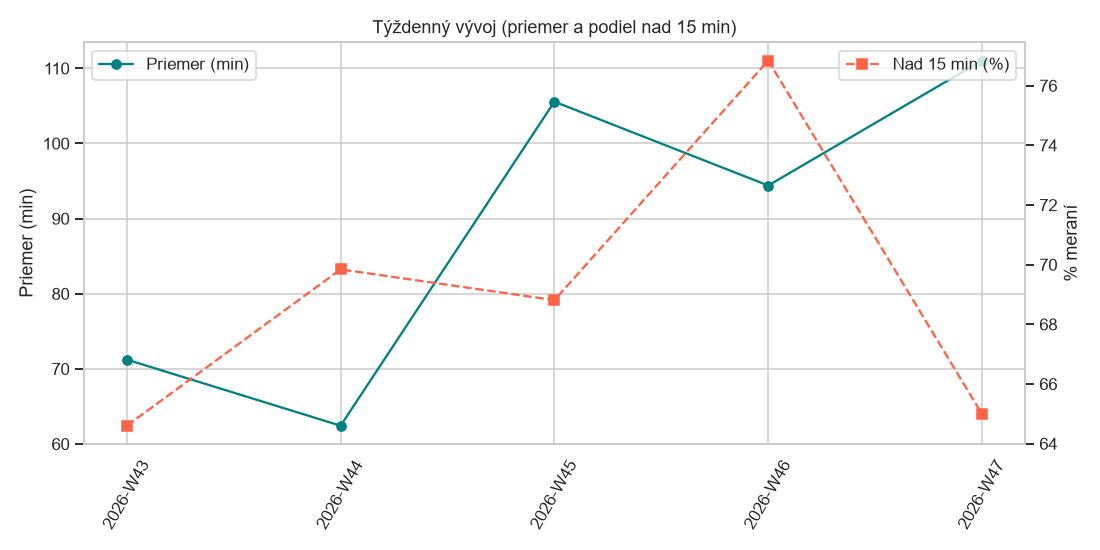 Týždenný vývoj (priemer a podiel nad 15 min)
Priemer (min)
Nad 15 min (%)
Priemer (min)
110
100
90
80
70
60
% meraní
76
74
72
70
68
66
64
2026-W43
2026-W44
2026-W45
2026-W46
2026-W47